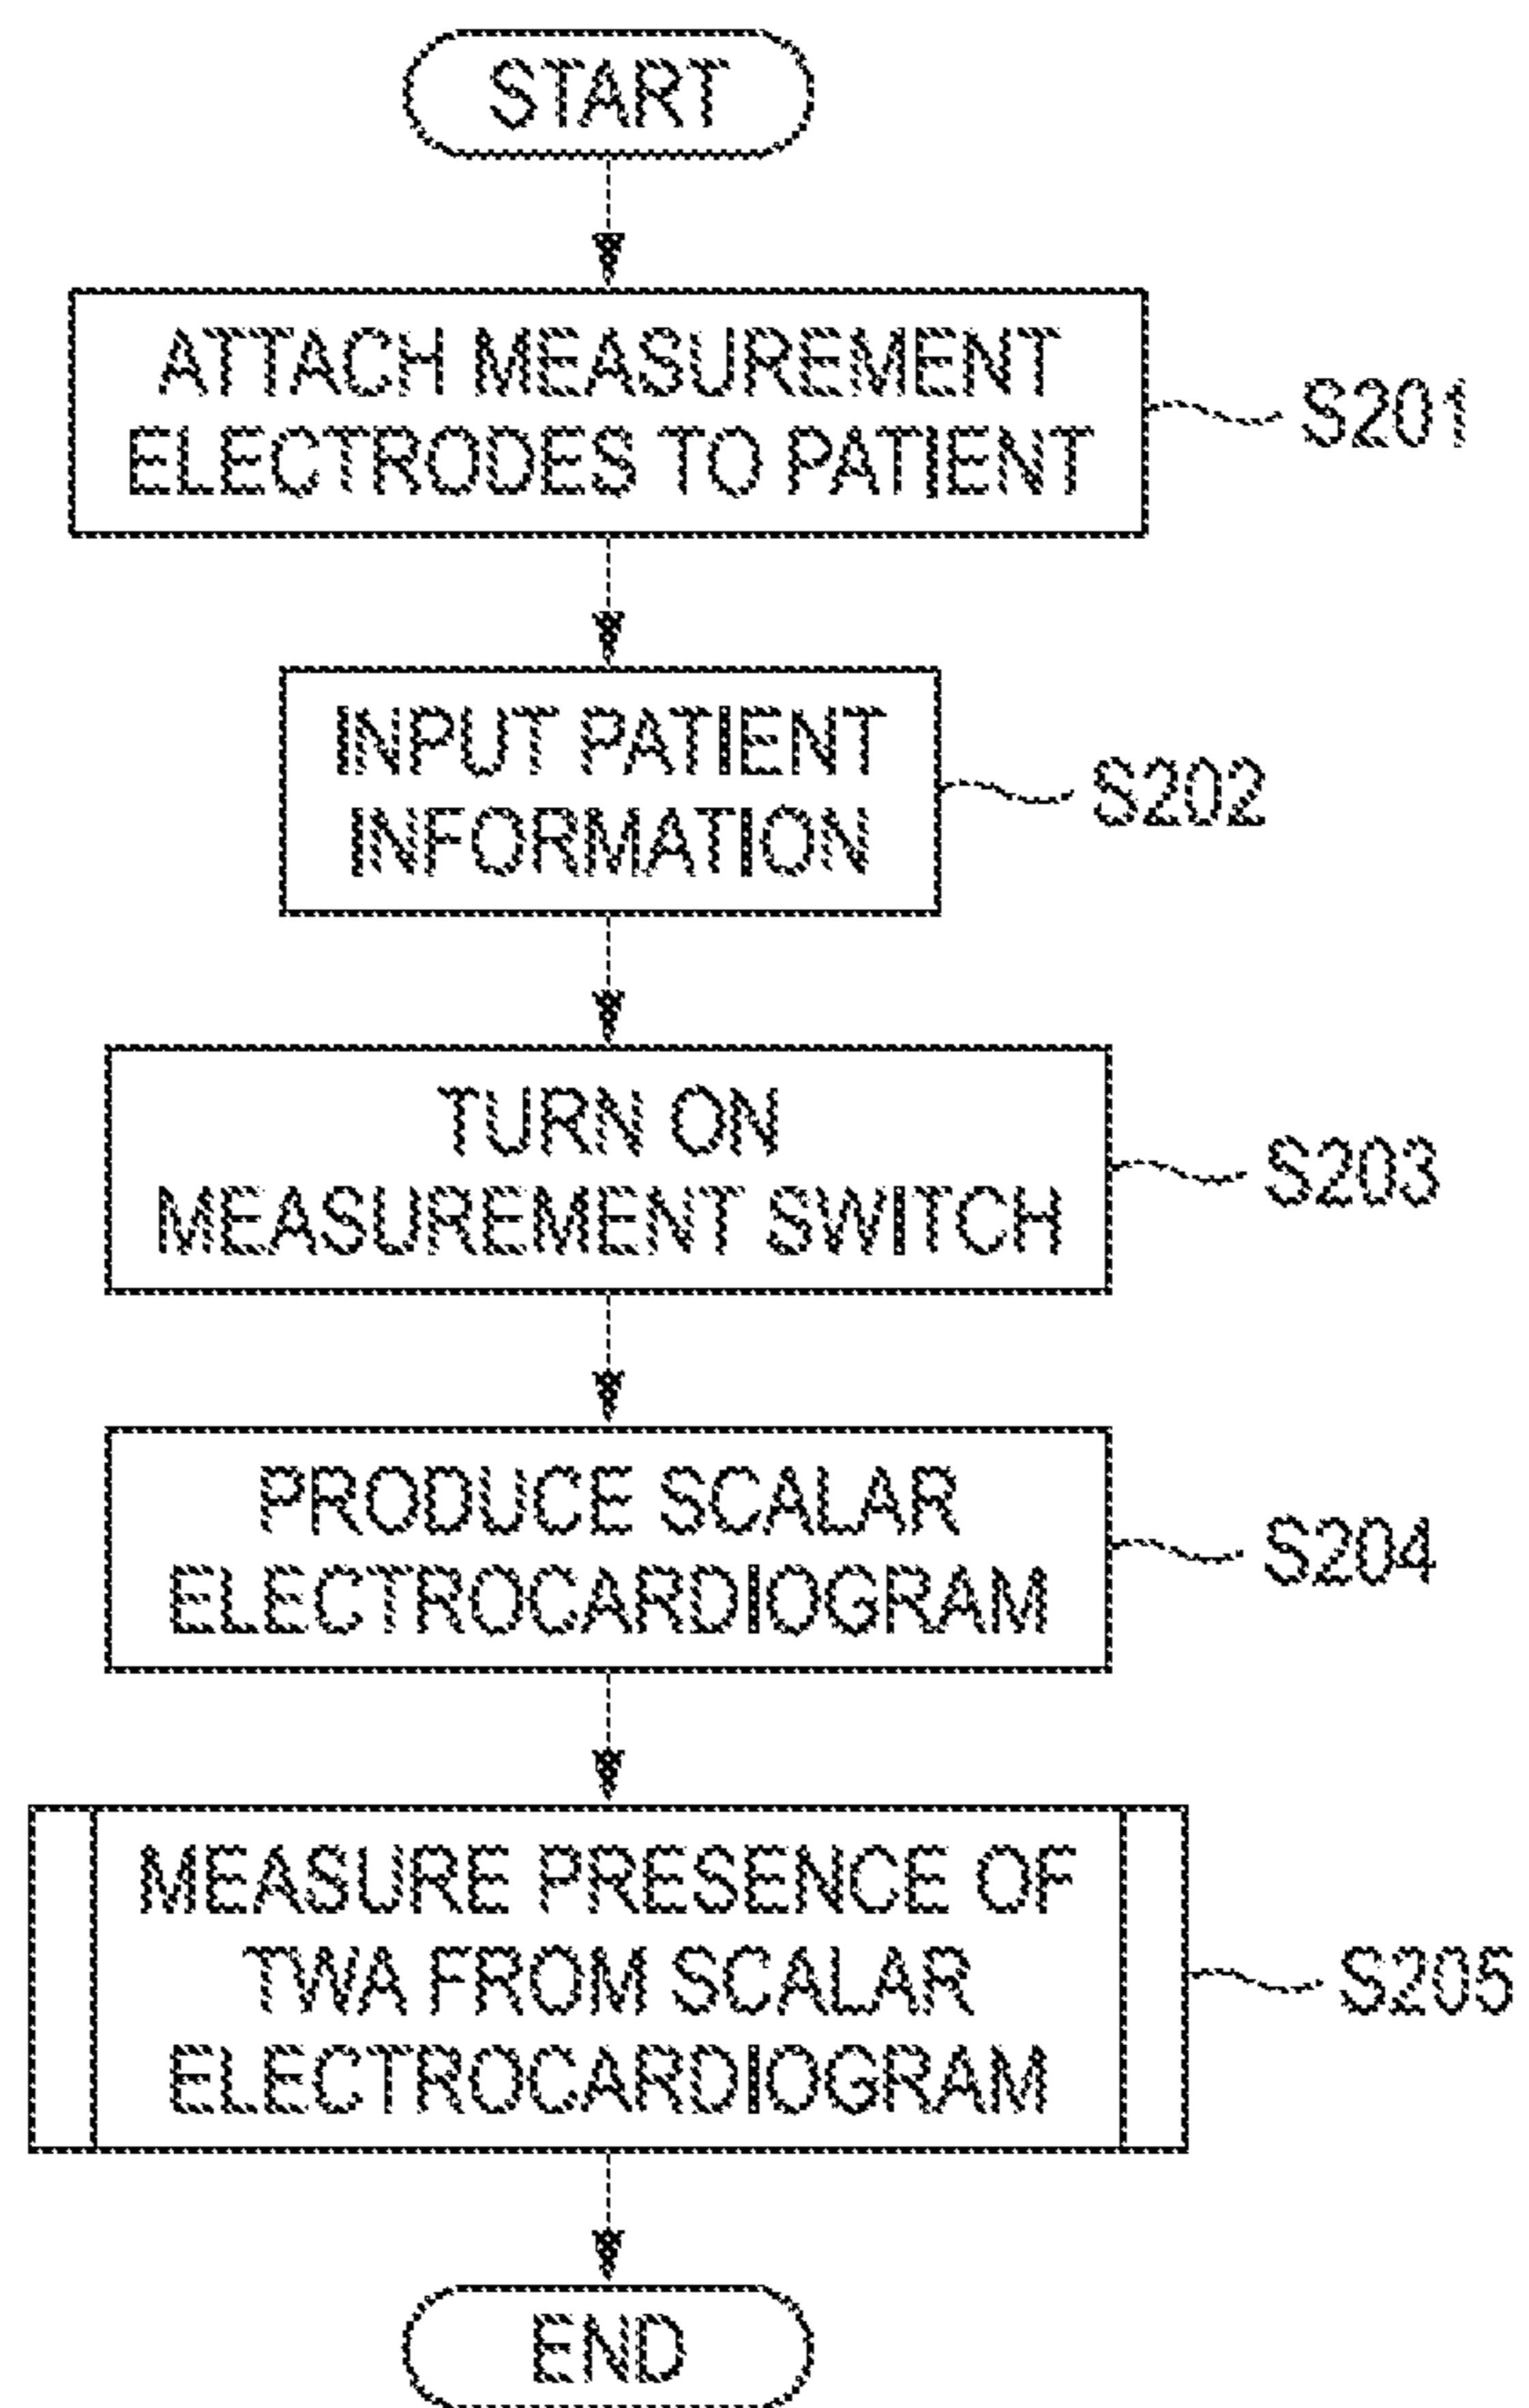 START
ATTACH MEASUREMENT
ELECTRODES TO PATIENT
S201
INPUT PATIENT
INFORMATION
S202
TURN ON
MEASUREMENT SWITCH
S203
PRODUCE SCALAR
ELECTROCARDIOGRAM
S204
MEASURE PRESENCE OF
TWA FROM SCALAR
ELECTROCARDIOGRAM
S205
END